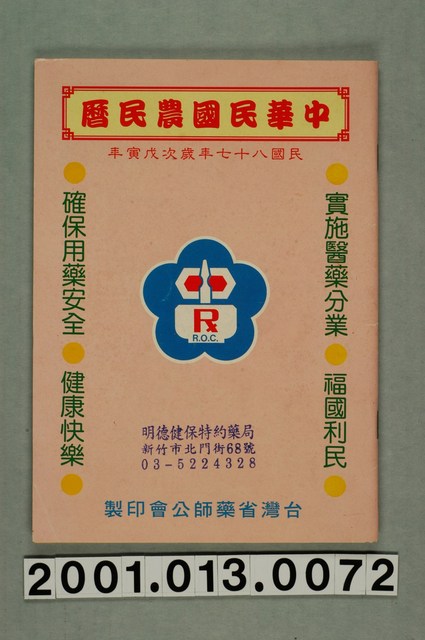 中華民國農民曆
民國八十七年歲次戊寅年
實施醫藥分業 ● 福國利民
確保用藥安全 ● 健康快樂
R
R.O.C.
明德健保特約藥局
新竹市北門街68號
03-5224328
台灣省藥師公會印製
2001.013.0072